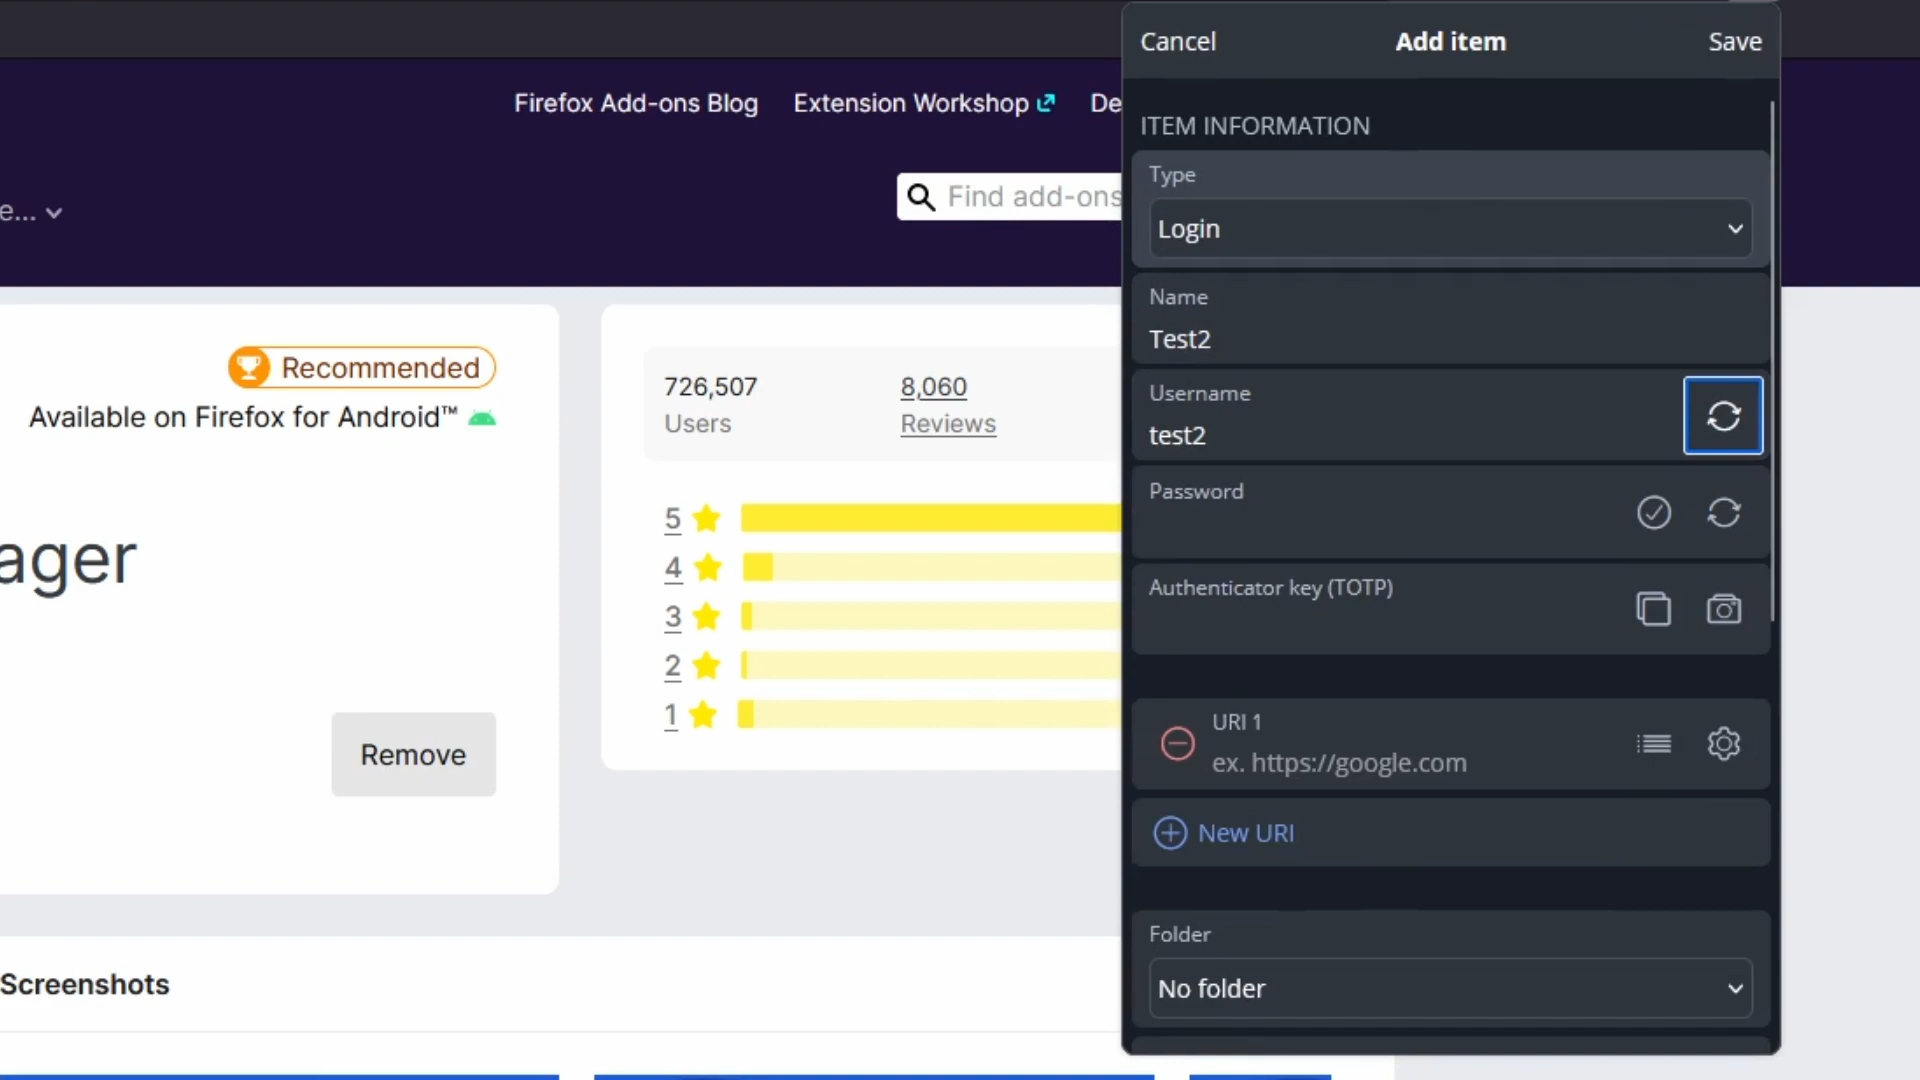 Firefox Add-ons Blog
Extension Workshop
De
e...
Find add-ons
Recommended
Available on Firefox for Android™
ager
Remove
726,507
Users
8,060
Reviews
5
4
3
2
1
Screenshots
Cancel
Add item
Save
ITEM INFORMATION
Type
Login
Name
Test2
Username
test2
Password
Authenticator key (TOTP)
URI 1
ex. https://google.com
New URI
Folder
No folder